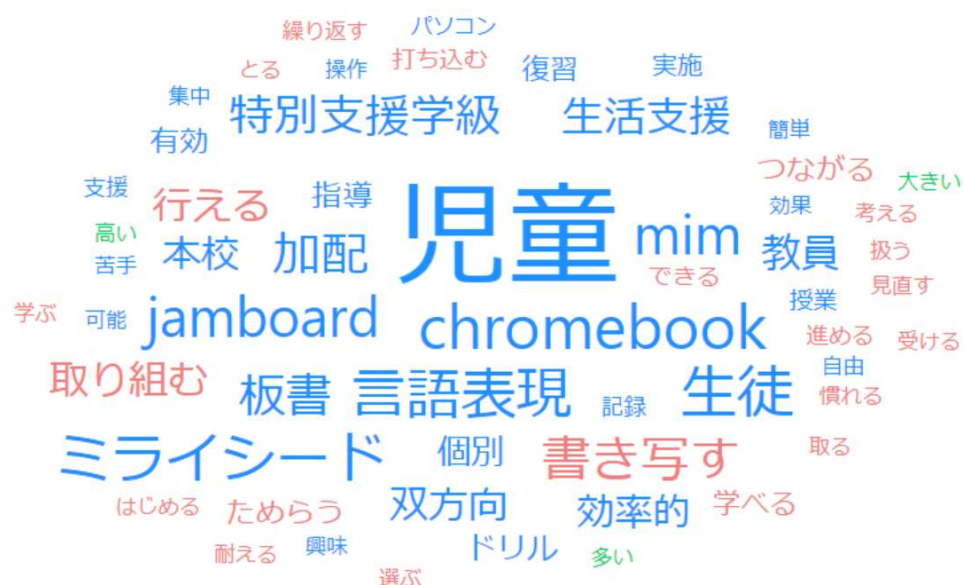 繰り返す パソコン
とる 操作 打ち込む 復習 実施
集中 特別支援学級 生活支援 簡単
有効 つながる 大きい
支援 行える 指導 児童 mim 効果 考える
高い 本校 加配 教員 扱う
苦手 できる 見直す
学ぶ 可能 jamboard chromebook 授業 進める 受ける
取り組む 板書 言語表現 記録 生徒 自由 慣れる
ミライシード 個別 書き写す 取る
はじめる ためらう 双方向 効率的 学べる
耐える 興味 ドリル 多い
選ぶ